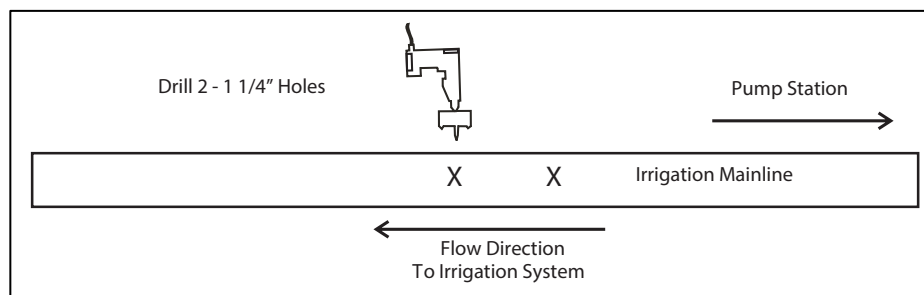 Drill 2 - 1 1/4” Holes
Pump Station
X X Irrigation Mainline
Flow Direction
To Irrigation System